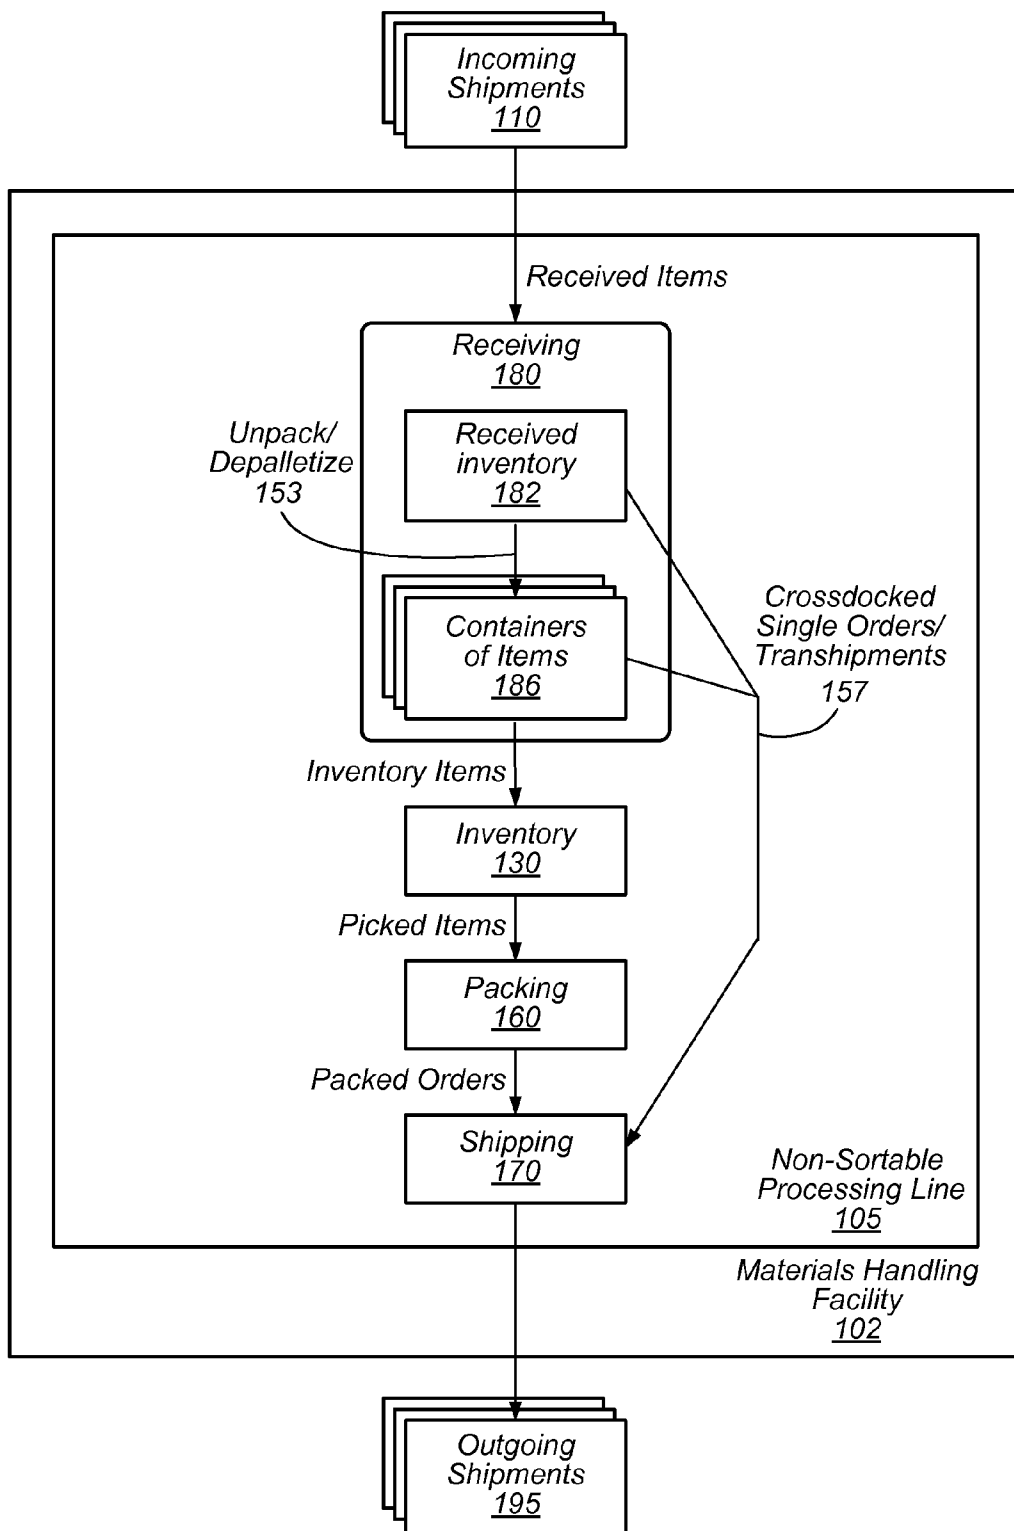 Incoming
Shipments
110
Received Items
Receiving
180
Unpack/
Depalletize
153
Received
inventory
182
Containers
of Items
186
Crossdocked
Single Orders/
Transhipments
157
Inventory Items
Inventory
130
Picked Items
Packing
160
Packed Orders
Shipping
170
Non-Sortable
Processing Line
105
Materials Handling
Facility
102
Outgoing
Shipments
195